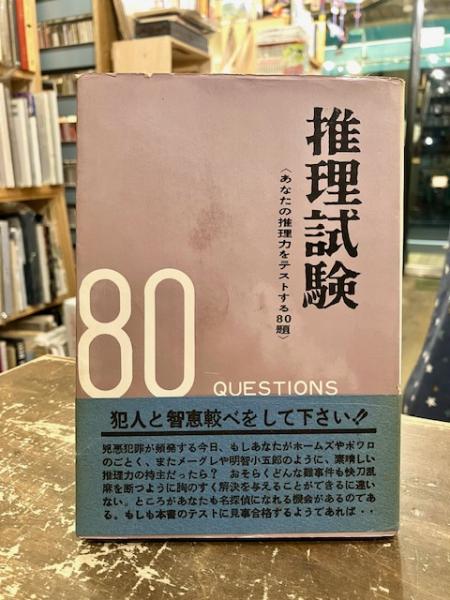 推理試験
〈あなたの推理力をテストする80題〉
80
QUESTIONS
犯人と智恵較べをして下さい!!
兇悪犯罪が頻発する今日、もしあなたがホームズやポワロ
のごとく、またメーグレや明智小五郎のように、素晴しい
推理力の持主だったら？　おそらくどんな難事件も快刀乱
麻を断つように胸のすく解決を与えることができるに違い
ない。ところがあなたも名探偵になれる機会があるのであ
る。もしも本書のテストに見事合格するようであれば・・